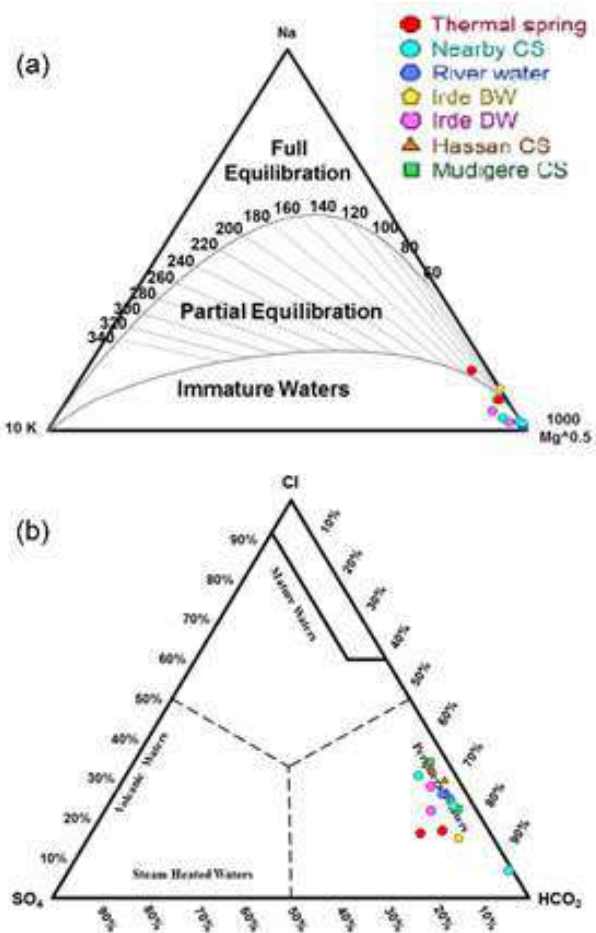 (a)
Na
Thermal spring
Nearby CS
River water
Irde BW
Irde DW
Hassan CS
Mudigere CS
Full
Equilibration
340
320
300
280
260
240
220
200
180
160
140
120
100
80
60
Partial Equilibration
Immature Waters
10 K
1000
Mg^0.5
(b)
Cl
90%
80%
70%
60%
50%
40%
30%
20%
10%
10%
20%
30%
40%
50%
60%
70%
80%
90%
Mature Waters
Volcanic Waters
Waters
Steam Heated Waters
SO₄
HCO₃
90%
80%
70%
60%
50%
40%
30%
20%
10%